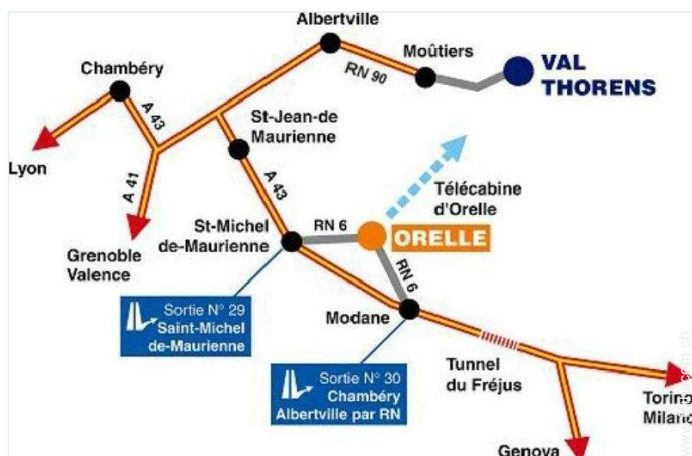 Albertville
Moûtiers
RN 90
VAL
THORENS
Chambéry
A 43
St-Jean-de
Maurienne
Lyon
A 41
A 43
Télécabine
d'Orelle
St-Michel
de-Maurienne
RN 6
ORELLE
Grenoble
Valence
RN 6
Sortie N° 29
Saint-Michel
de-Maurienne
Modane
Sortie N° 30
Chambéry
Albertville par RN
Tunnel
du Fréjus
Torino
Milano
Genova